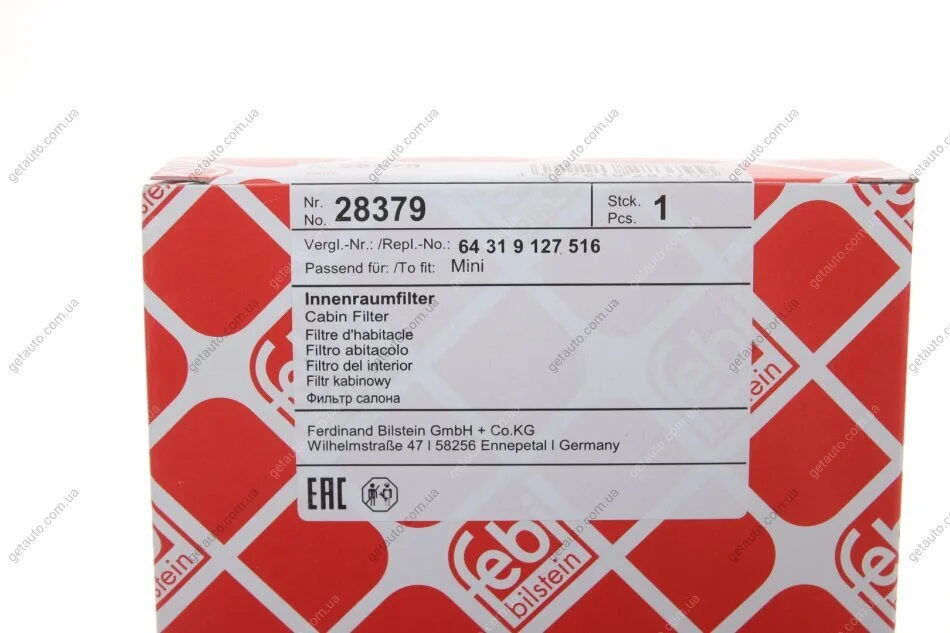 Nr. No. 28379 Stck. Pcs. 1
Vergl.-Nr.: /Repl.-No.: 64 31 9 127 516
Passend für: /To fit: Mini
Innenraumfilter
Cabin Filter
Filtre d'habitacle
Filtro abitacolo
Filtro del interior
Filtr kabinowy
Фильтр салона
Ferdinand Bilstein GmbH + Co.KG
Wilhelmstraße 47 I 58256 Ennepetal I Germany
EAC
febi
bilstein
getauto.com.ua